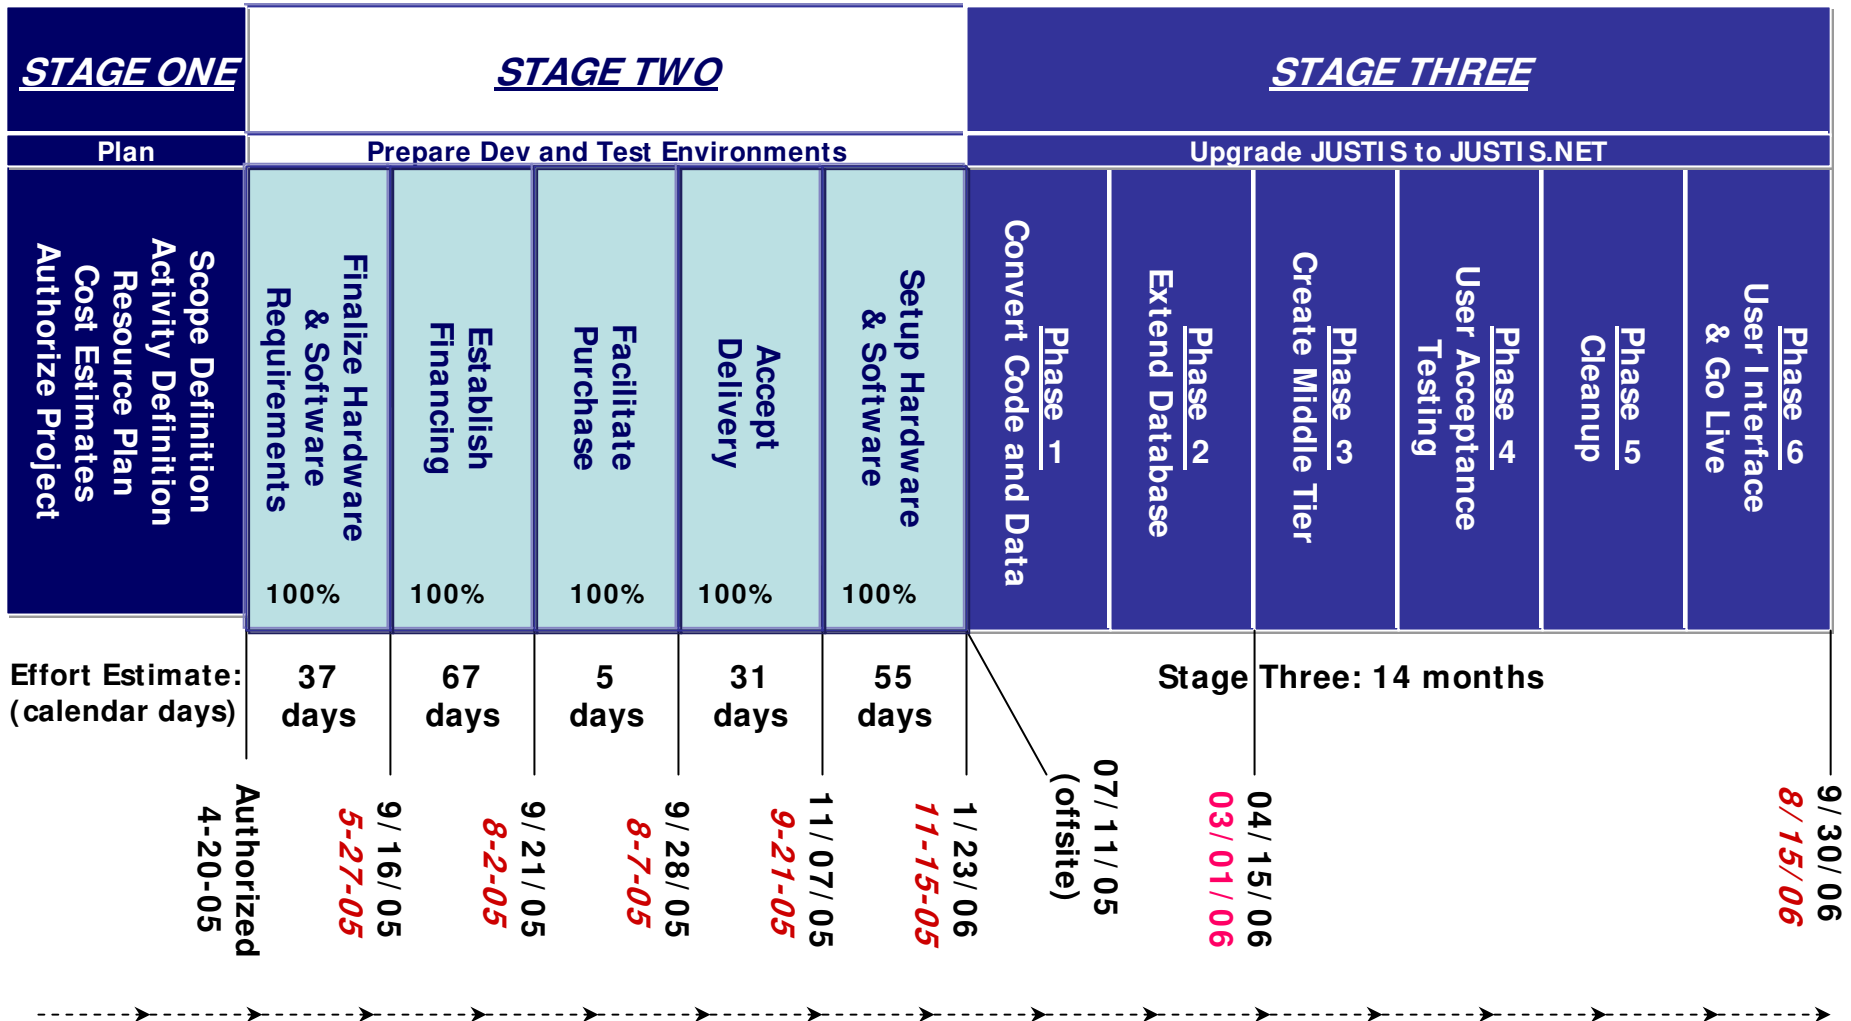 STAGE ONE
STAGE TWO
STAGE THREE
Plan
Prepare Dev and Test Environments
Upgrade JUSTIS to JUSTIS.NET
Scope Definition
Activity Definition
Resource Plan
Cost Estimates
Authorize Project
Finalize Hardware
& Software
Requirements
100%
Establish
Financing
100%
Facilitate
Purchase
100%
Accept
Delivery
100%
Setup Hardware
& Software
100%
Phase 1
Convert Code and Data
Phase 2
Extend Database
Phase 3
Create Middle Tier
Phase 4
User Acceptance
Testing
Phase 5
Cleanup
Phase 6
User Interface
& Go Live
Effort Estimate:
(calendar days)
37
days
67
days
5
days
31
days
55
days
Stage Three: 14 months
Authorized
4-20-05
9/16/05
5-27-05
9/21/05
8-2-05
9/28/05
8-7-05
11/07/05
9-21-05
1/23/06
11-15-05
07/11/05
(offsite)
04/15/06
03/01/06
9/30/06
8/15/06